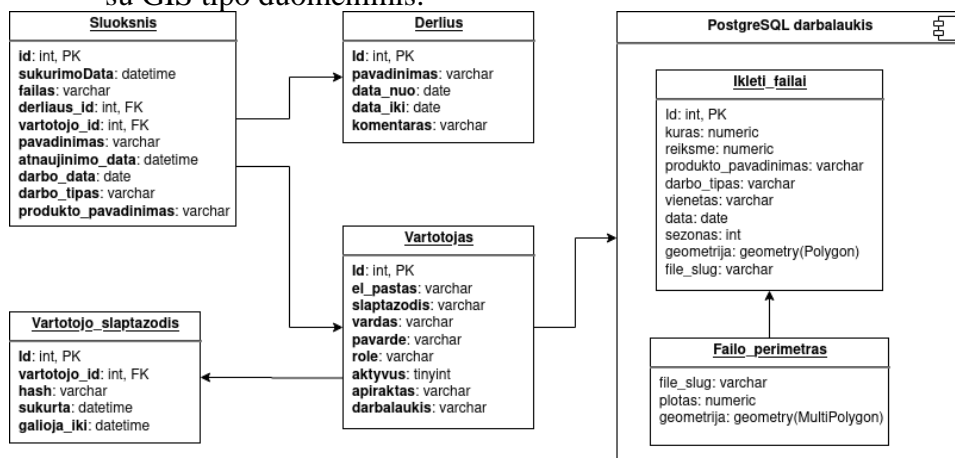 su GIS tipo duomenimis.
Sluoksnis
id: int, PK
sukurimoData: datetime
failas: varchar
derliaus_id: int, FK
vartotojo_id: int, FK
pavadinimas: varchar
atnaujinimo_data: datetime
darbo_data: date
darbo_tipas: varchar
produkto_pavadinimas: varchar
Derlius
Id: int, PK
pavadinimas: varchar
data_nuo: date
data_iki: date
komentaras: varchar
Vartotojas
Id: int, PK
el_pastas: varchar
slaptazodis: varchar
vardas: varchar
pavarde: varchar
role: varchar
aktyvus: tinyint
apiraktas: varchar
darbalaukis: varchar
Vartotojo_slaptazodis
Id: int, PK
vartotojo_id: int, FK
hash: varchar
sukurta: datetime
galioja_iki: datetime
PostgreSQL darbalaukis
Ikleti_failai
Id: int, PK
kuras: numeric
reiksme: numeric
produkto_pavadinimas: varchar
darbo_tipas: varchar
vienetas: varchar
data: date
sezonas: int
geometrija: geometry(Polygon)
file_slug: varchar
Failo_perimetras
file_slug: varchar
plotas: numeric
geometrija: geometry(MultiPolygon)